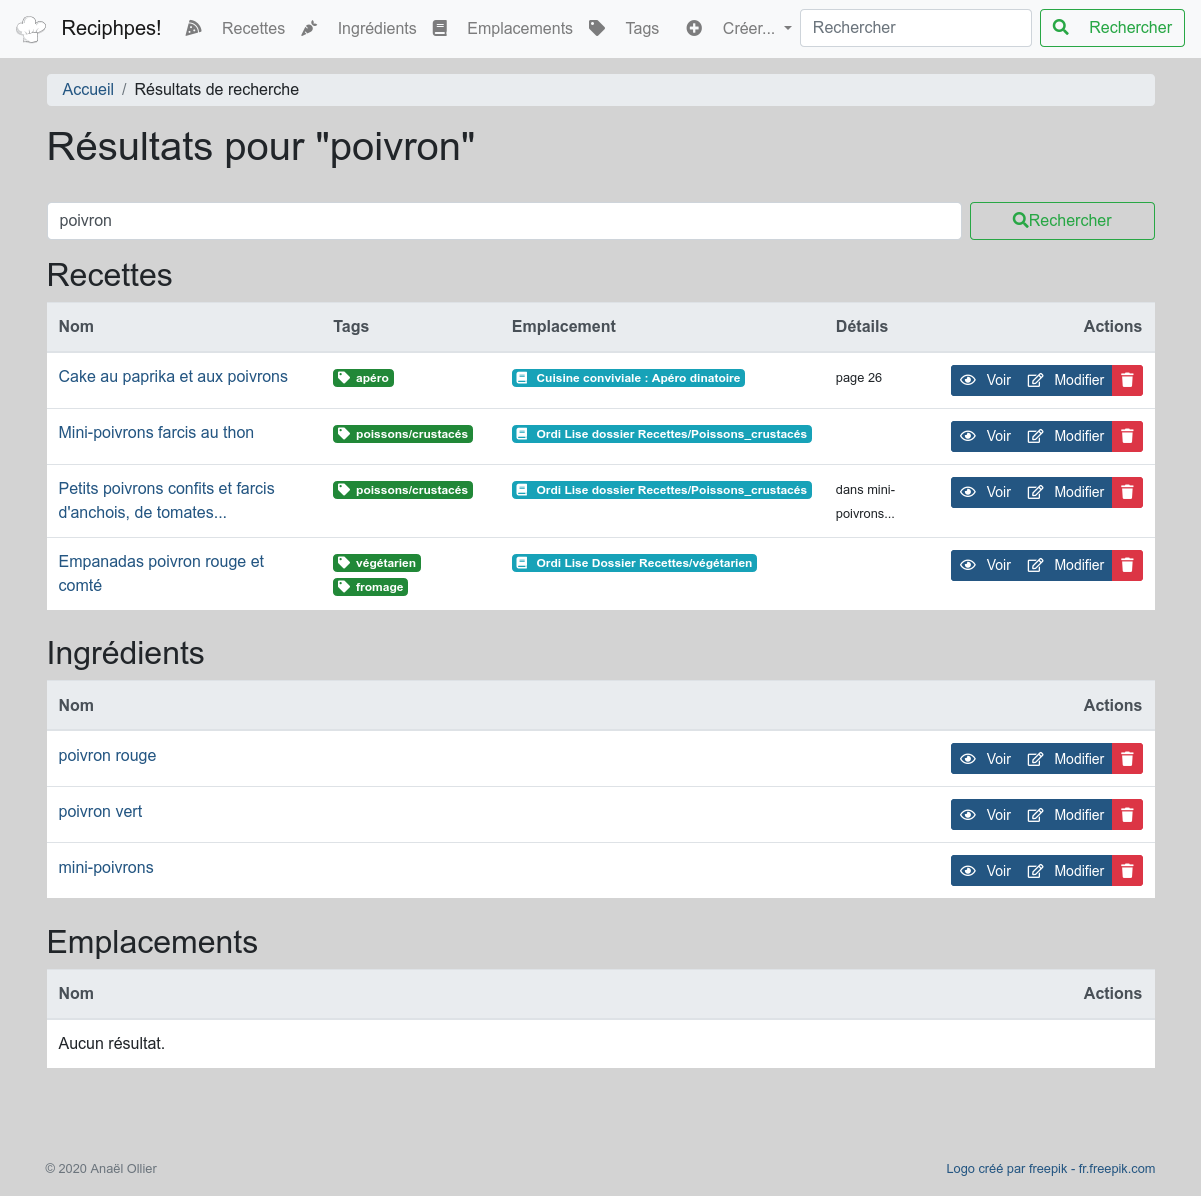 Reciphpes! Recettes Ingrédients Emplacements Tags Créer... Rechercher Rechercher
Accueil / Résultats de recherche
Résultats pour "poivron"
poivron Rechercher
Recettes
Nom Tags Emplacement Détails Actions
Cake au paprika et aux poivrons apéro Cuisine conviviale : Apéro dinatoire page 26 Voir Modifier
Mini-poivrons farcis au thon poissons/crustacés Ordi Lise dossier Recettes/Poissons_crustacés Voir Modifier
Petits poivrons confits et farcis poissons/crustacés Ordi Lise dossier Recettes/Poissons_crustacés dans mini- Voir Modifier
d'anchois, de tomates... poivrons...
Empanadas poivron rouge et végétarien Ordi Lise Dossier Recettes/végétarien Voir Modifier
comté fromage
Ingrédients
Nom Actions
poivron rouge Voir Modifier
poivron vert Voir Modifier
mini-poivrons Voir Modifier
Emplacements
Nom Actions
Aucun résultat.
© 2020 Anaël Ollier Logo créé par freepik - fr.freepik.com